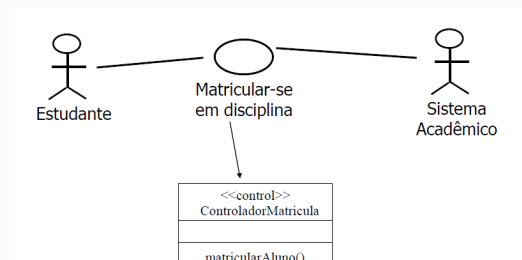 Estudante
Matricular-se
em disciplina
Sistema
Acadêmico
<<control>>
ControladorMatricula
matricularAluno()